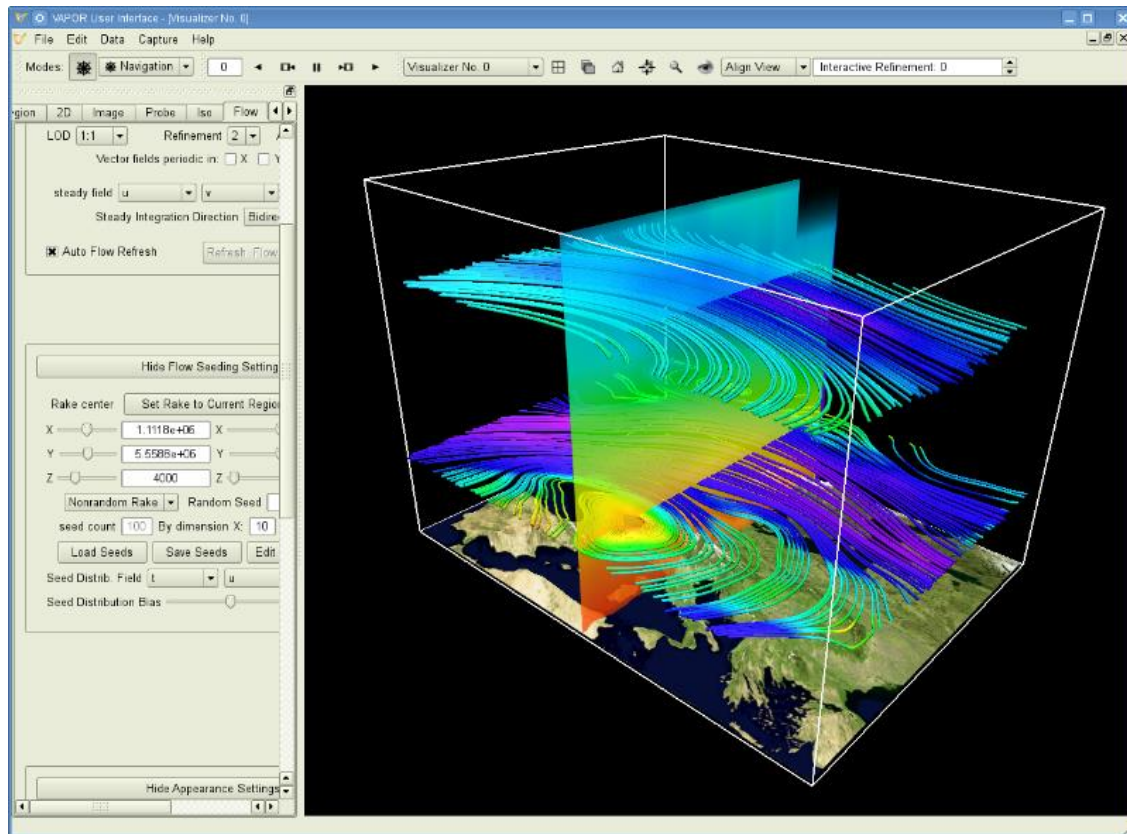 VAPOR User Interface - [Visualizer No. 0]
File Edit Data Capture Help
Modes: Navigation 0 Visualizer No. 0 Align View Interactive Refinement: 0
gion 2D Image Probe Iso Flow
LOD 1:1 Refinement 2
Vector fields periodic in: X Y
steady field u v
Steady Integration Direction Bidire
Auto Flow Refresh Refresh Flow
Hide Flow Seeding Setting
Rake center Set Rake to Current Region
X 1.1118e+06 X
Y 5.5586e+06 Y
Z 4000 Z
Nonrandom Rake Random Seed
seed count 100 By dimension X: 10
Load Seeds Save Seeds Edit
Seed Distrib. Field t u
Seed Distribution Bias
Hide Appearance Settings